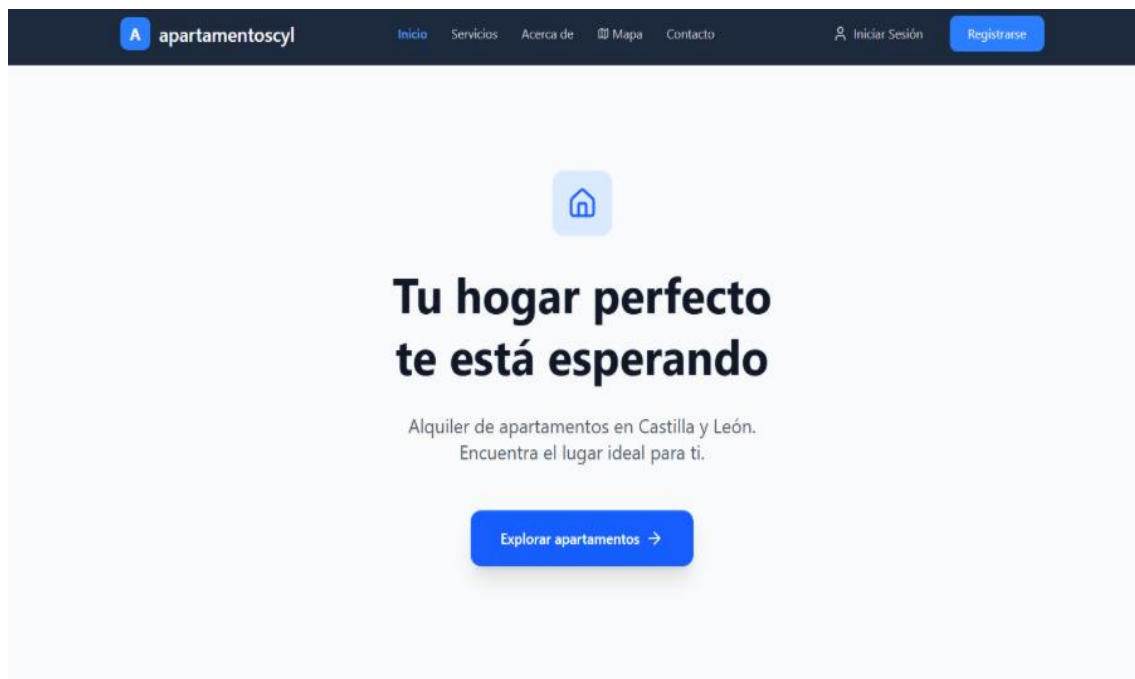 A apartamentoscyl Inicio Servicios Acerca de Mapa Contacto Iniciar Sesión Registrarse
Tu hogar perfecto
te está esperando
Alquiler de apartamentos en Castilla y León.
Encuentra el lugar ideal para ti.
Explorar apartamentos →